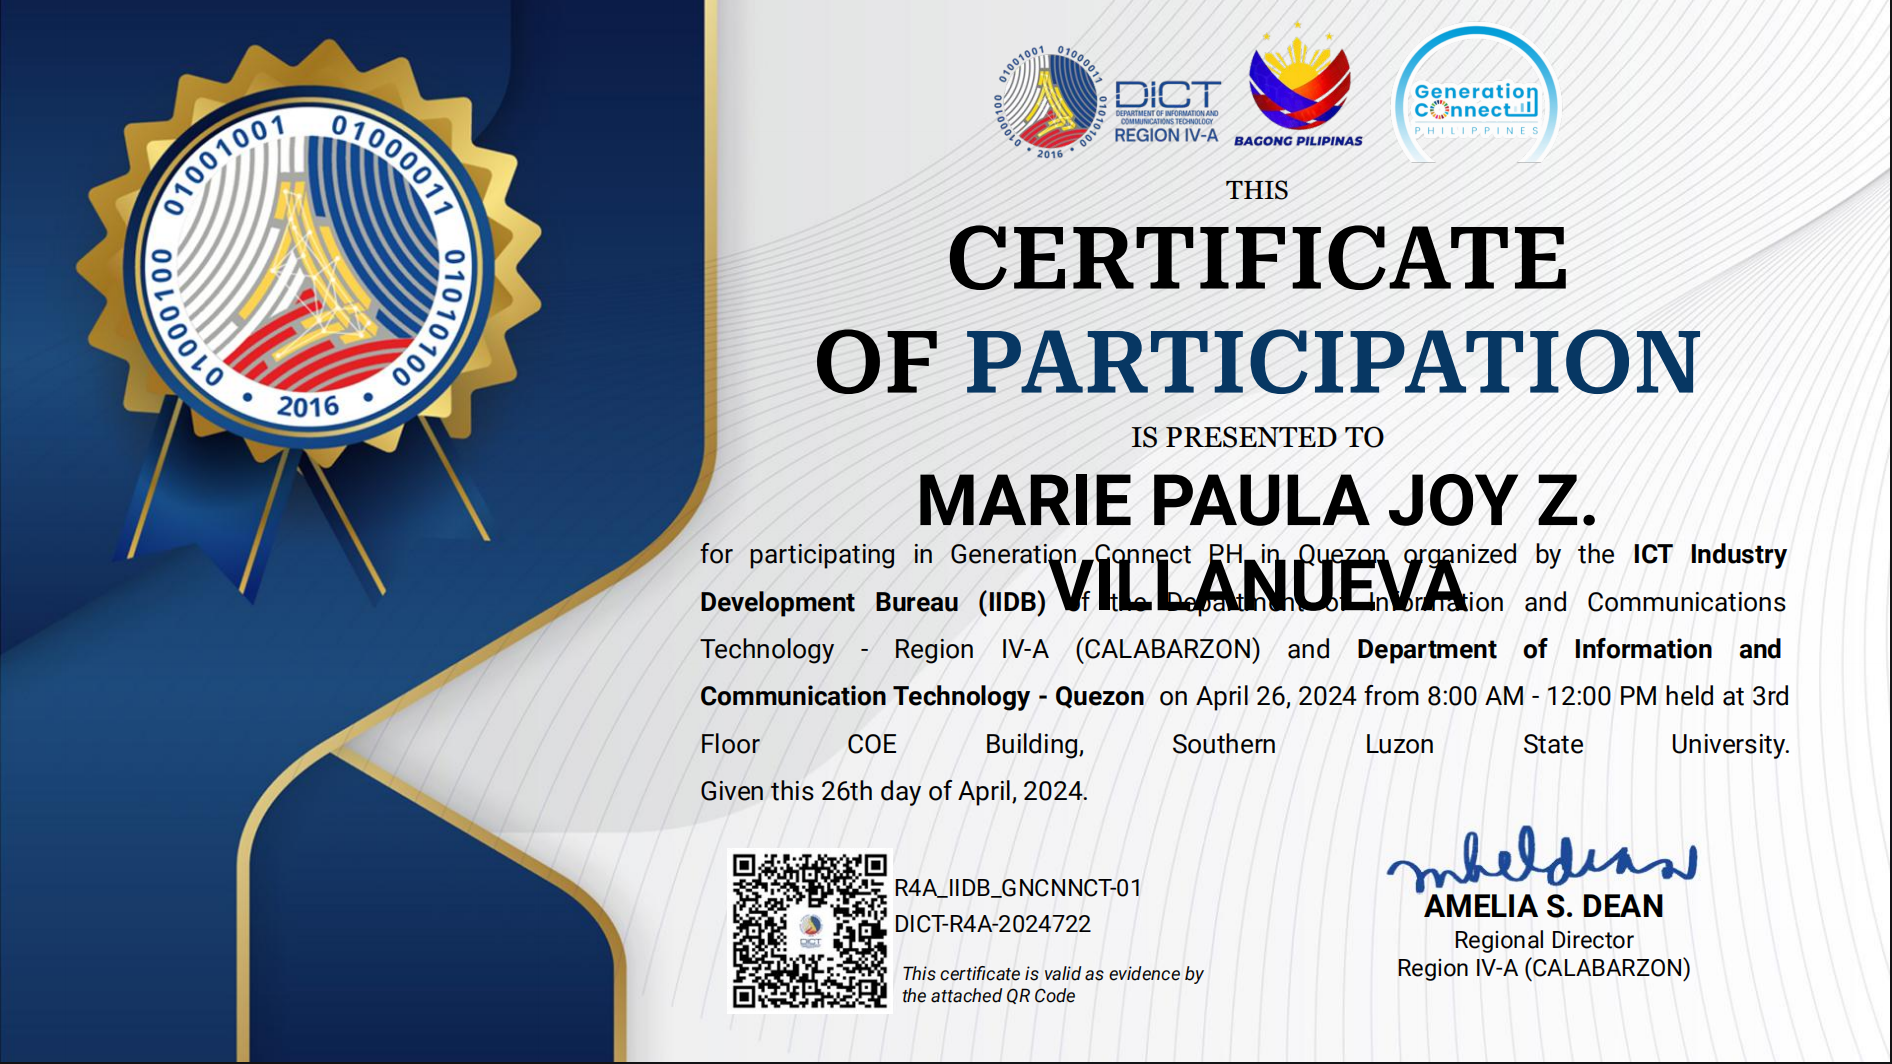 01001001 01000011 01010100 01000100
• 2016 •
01001001 01000011 01010100 01000100
• 2016 •
DICT
DEPARTMENT OF INFORMATION AND
COMMUNICATIONS TECHNOLOGY
REGION IV-A
BAGONG PILIPINAS
Generation
Connect
PHILIPPINES
THIS
CERTIFICATE
OF PARTICIPATION
IS PRESENTED TO
MARIE PAULA JOY Z.
VILLANUEVA
for participating in Generation Connect PH in Quezon organized by the ICT Industry
Development Bureau (IIDB) of the Department of Information and Communications
Technology - Region IV-A (CALABARZON) and Department of Information and
Communication Technology - Quezon on April 26, 2024 from 8:00 AM - 12:00 PM held at 3rd
Floor COE Building, Southern Luzon State University.
Given this 26th day of April, 2024.
DICT
R4A_IIDB_GNCNNCT-01
DICT-R4A-2024722
This certificate is valid as evidence by
the attached QR Code
AMELIA S. DEAN
Regional Director
Region IV-A (CALABARZON)